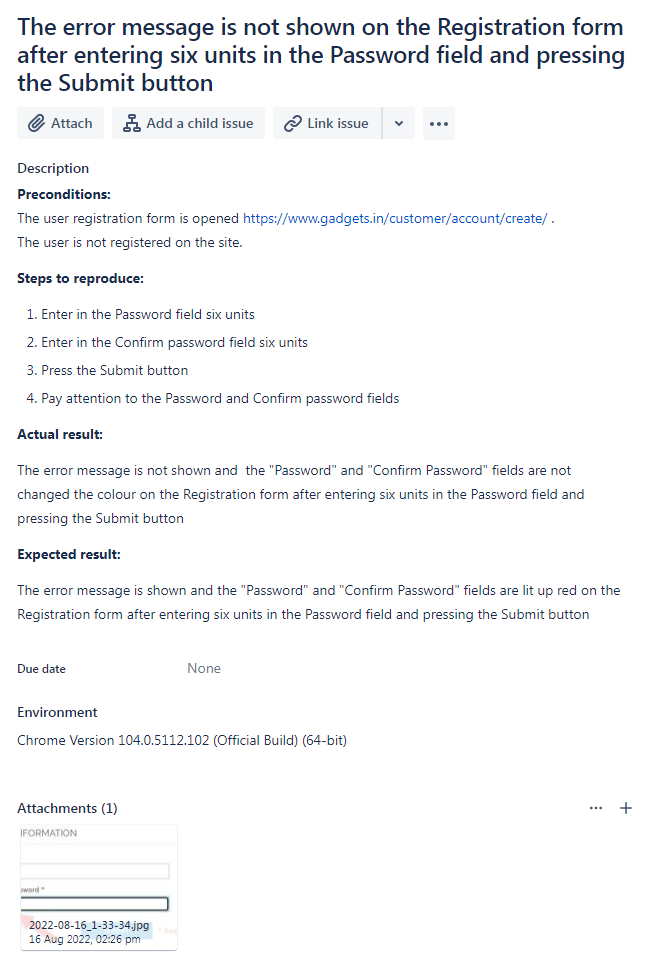 The error message is not shown on the Registration form
after entering six units in the Password field and pressing
the Submit button
Attach
Add a child issue
Link issue
Description
Preconditions:
The user registration form is opened https://www.gadgets.in/customer/account/create/ .
The user is not registered on the site.
Steps to reproduce:
1. Enter in the Password field six units
2. Enter in the Confirm password field six units
3. Press the Submit button
4. Pay attention to the Password and Confirm password fields
Actual result:
The error message is not shown and  the "Password" and "Confirm Password" fields are not
changed the colour on the Registration form after entering six units in the Password field and
pressing the Submit button
Expected result:
The error message is shown and the "Password" and "Confirm Password" fields are lit up red on the
Registration form after entering six units in the Password field and pressing the Submit button
Due date None
Environment
Chrome Version 104.0.5112.102 (Official Build) (64-bit)
Attachments (1)
IFORMATION
sword *
2022-08-16_1-33-34.jpg
16 Aug 2022, 02:26 pm